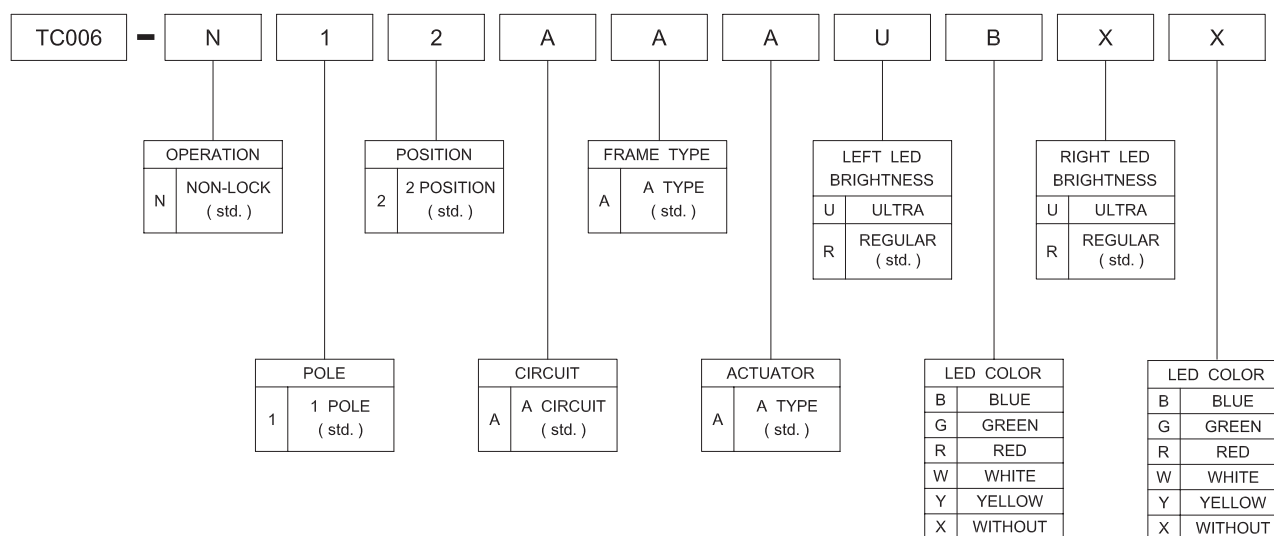 TC006 - N 1 2 A A A U B X X
OPERATION
N NON-LOCK
( std. )
POSITION
2 2 POSITION
( std. )
FRAME TYPE
A A TYPE
( std. )
LEFT LED
BRIGHTNESS
U ULTRA
R REGULAR
( std. )
RIGHT LED
BRIGHTNESS
U ULTRA
R REGULAR
( std. )
POLE
1 1 POLE
( std. )
CIRCUIT
A A CIRCUIT
( std. )
ACTUATOR
A A TYPE
( std. )
LED COLOR
B BLUE
G GREEN
R RED
W WHITE
Y YELLOW
X WITHOUT
LED COLOR
B BLUE
G GREEN
R RED
W WHITE
Y YELLOW
X WITHOUT